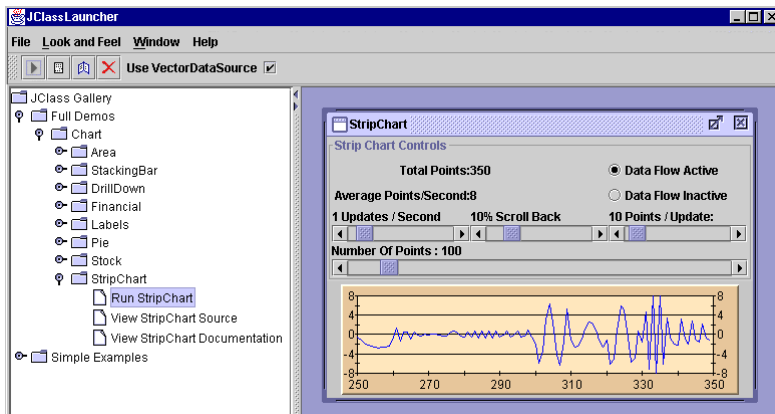 JClassLauncher
File Look and Feel Window Help
Use VectorDataSource
JClass Gallery
Full Demos
Chart
Area
StackingBar
DrillDown
Financial
Labels
Pie
Stock
StripChart
Run StripChart
View StripChart Source
View StripChart Documentation
Simple Examples
StripChart
Strip Chart Controls
Total Points:350
Data Flow Active
Average Points/Second:8
Data Flow Inactive
1 Updates / Second 10% Scroll Back 10 Points / Update:
Number Of Points : 100
8 8
4 4
0 0
-4 -4
-8 -8
250 270 290 310 330 350